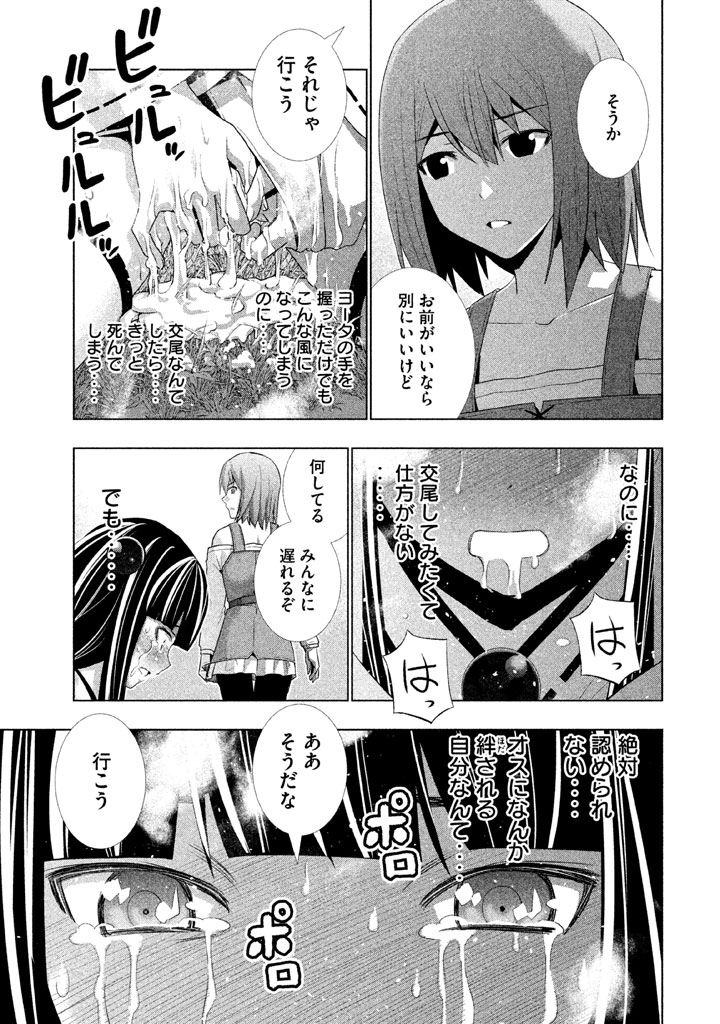 そうか
お前がいいなら
別にいいけど
それじゃ
行こう
ビュル
ビュルル
ヨータの手を
握っただけでも
こんな風に
なってしまう
のに‥‥
交尾なんて
したら‥‥
きっと
死んで
しまう‥‥
なのに‥‥
交尾してみたくて
仕方がない
‥‥‥
はっ
はっ
何してる
みんなに
遅れるぞ
でも‥‥‥
絶対
認められ
ない‥‥
オスになんか
絆される
ほだ
自分なんて‥‥
ああ
そうだな
行こう
ポロ
ポロ